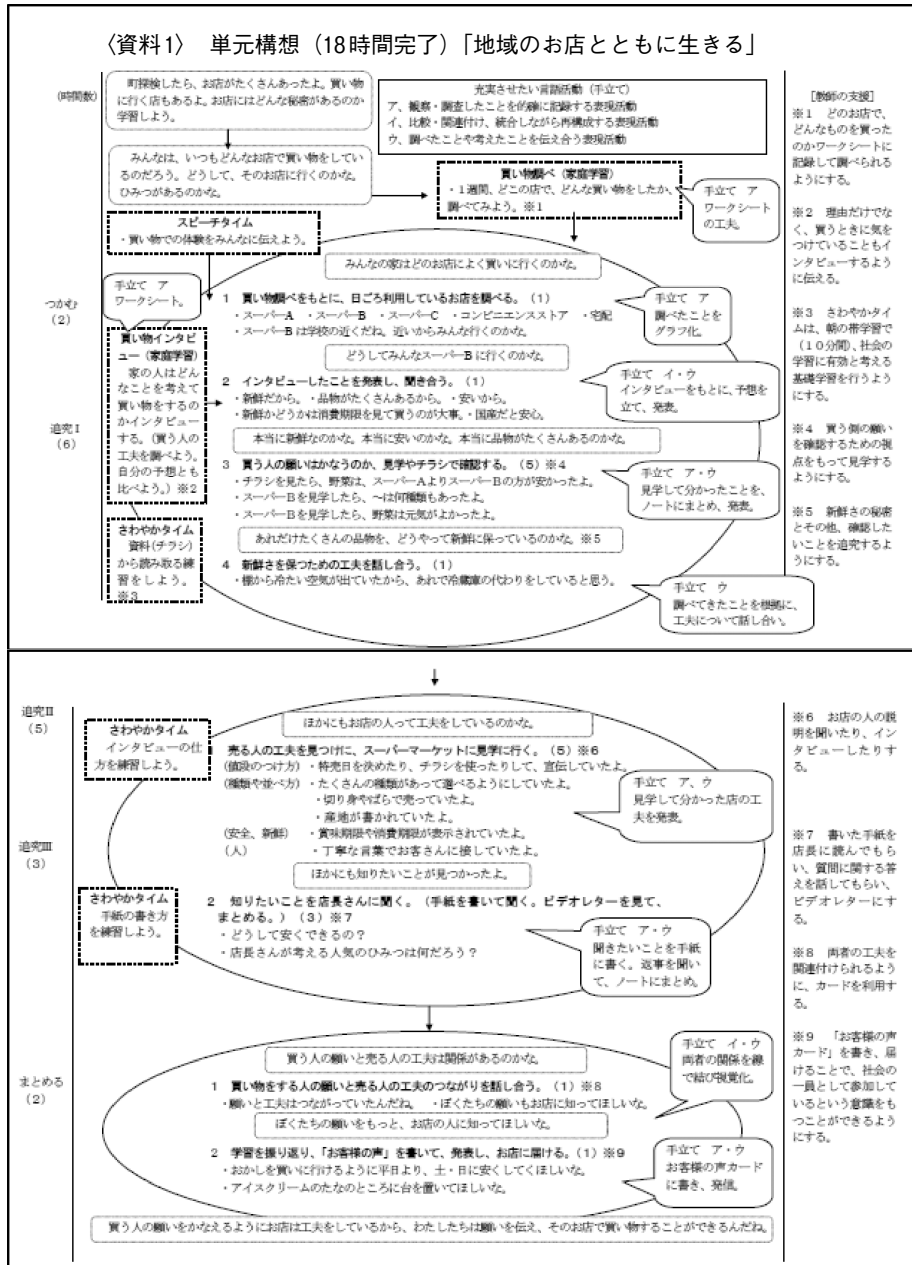 〈資料1〉 単元構想（18時間完了）「地域のお店とともに生きる」
(時間数)
町探検したら、お店がたくさんあったよ。買い
物に行く店もあるよ。お店にはどんな秘密があるのか
学習しよう。
充実させたい言語活動（手立て）
ア、観察・調査したことを的確に記録する表現活動
イ、比較・関連付け、統合しながら再構成する表現活動
ウ、調べたことや考えたことを伝え合う表現活動
[教師の支援]
※1 どのお店で、
どんなものを買った
のかワークシートに
記録して調べられる
ようにする。
みんなは、いつもどんなお店で買い物をしてい
るのだろう。どうして、そのお店に行くのかな。
ひみつがあるのかな。
買い物調べ（家庭学習）
・1週間、どこの店で、どんな買い物をしたか、
調べてみよう。※1
手立て ア
ワークシート
の工夫。
スピーチタイム
・買い物での体験をみんなに伝えよう。
※2 理由だけでな
く、買うときに気を
つけていることもイ
ンタビューするよう
に伝える。
みんなの家はどのお店によく買いに行くのかな。
手立て ア
ワークシート。
つかむ
(2)
1 買い物調べをもとに、日ごろ利用しているお店を調べる。（1）
・スーパーA ・スーパーB ・スーパーC ・コンビニエンスストア ・宅配
・スーパーBは学校の近くだね。近いからみんな行くのかな。
手立て ア
調べたことを
グラフ化。
※3 さわやかタイ
ムは、朝の帯学習で
（10分間）、社会の
学習に有効と考える
基礎学習を行うよう
にする。
買い物インタビ
ュー（家庭学習）
家の人はどん
なことを考えて
買い物をするの
かインタビュー
する。（買う人の
工夫を調べよう。
自分の予想とも
比べよう。）※2
どうしてみんなスーパーBに行くのかな。
追究Ⅰ
(6)
2 インタビューしたことを発表し、聞き合う。（1）
・新鮮だから。・品物がたくさんあるから。・安いから。
・新鮮かどうかは消費期限を見て買うのが大事。・国産だと安心。
手立て イ・ウ
インタビューをもとに、予想を
立て、発表。
※4 買う側の願い
を確認するための視
点をもって見学する
ようにする。
本当に新鮮なのかな。本当に安いのかな。本当に品物がたくさんあるのかな。
3 買う人の願いはかなうのか、見学やチラシで確認する。（5）※4
・チラシを見たら、野菜は、スーパーAよりスーパーBの方が安かったよ。
・スーパーBを見学したら、～は何種類もあったよ。
・スーパーBを見学したら、野菜は元気がよかったよ。
手立て ア・ウ
見学して分かったことを、
ノートにまとめ、発表。
※5 新鮮さの秘密
とその他、確認した
いことを追究するよ
うにする。
さわやかタイム
資料(チラシ)
から読み取る練
習をしよう。
※3
あれだけたくさんの品物を、どうやって新鮮に保っているのかな。※5
4 新鮮さを保つための工夫を話し合う。（1）
・棚から冷たい空気が出ていたから、あれで冷蔵庫の代わりをしていると思う。
手立て ウ
調べてきたことを根拠に、
工夫について話し合い。
追究Ⅱ
(5)
ほかにもお店の人って工夫をしているのかな。
さわやかタイム
インタビューの仕
方を練習しよう。
売る人の工夫を見つけに、スーパーマーケットに見学に行く。（5）※6
(値段のつけ方) ・特売日を決めたり、チラシを使ったりして、宣伝していたよ。
(種類や並べ方) ・たくさんの種類があって選べるようにしていたよ。
・切り身やばらで売っていたよ。
・産地が書かれていたよ。
(安全、新鮮) ・賞味期限や消費期限が表示されていたよ。
(人) ・丁寧な言葉でお客さんに接していたよ。
手立て ア、ウ
見学して分かった店の工
夫を発表。
※6 お店の人の説
明を聞いたり、イン
タビューしたりす
る。
追究Ⅲ
(3)
ほかにも知りたいことが見つかったよ。
※7 書いた手紙を
店長に読んでもら
い、質問に関する答
えを話してもらい、
ビデオレターにす
る。
さわやかタイム
手紙の書き方
を練習しよう。
2 知りたいことを店長さんに聞く。（手紙を書いて聞く。ビデオレターを見て、
まとめる。）（3）※7
・どうして安くできるの？
・店長さんが考える人気のひみつは何だろう？
手立て ア・ウ
聞きたいことを手紙
に書く。返事を聞い
て、ノートにまとめ。
※8 両者の工夫を
関連付けられるよう
に、カードを利用す
る。
まとめる
(2)
買う人の願いと売る人の工夫は関係があるのかな。
手立て イ・ウ
両者の関係を線
で結び視覚化。
※9 「お客様の声
カード」を書き、届
けることで、社会の
一員として参加して
いるという意識をも
つことができるよう
にする。
1 買い物をする人の願いと売る人の工夫のつながりを話し合う。（1）※8
・願いと工夫はつながっていたんだね。 ・ぼくたちの願いもお店に知ってほしいな。
ぼくたちの願いをもっと、お店の人に知ってほしいな。
2 学習を振り返り、「お客様の声」を書いて、発表し、お店に届ける。（1）※9
・おかしを買いに行けるように平日より、土・日に安くしてくほしいな。
・アイスクリームのたなのところに台を置いてほしいな。
手立て ア・ウ
お客様の声カード
に書き、発信。
買う人の願いをかなえるようにお店は工夫をしているから、わたしたちは願いを伝え、そのお店で買い物することができるんだね。